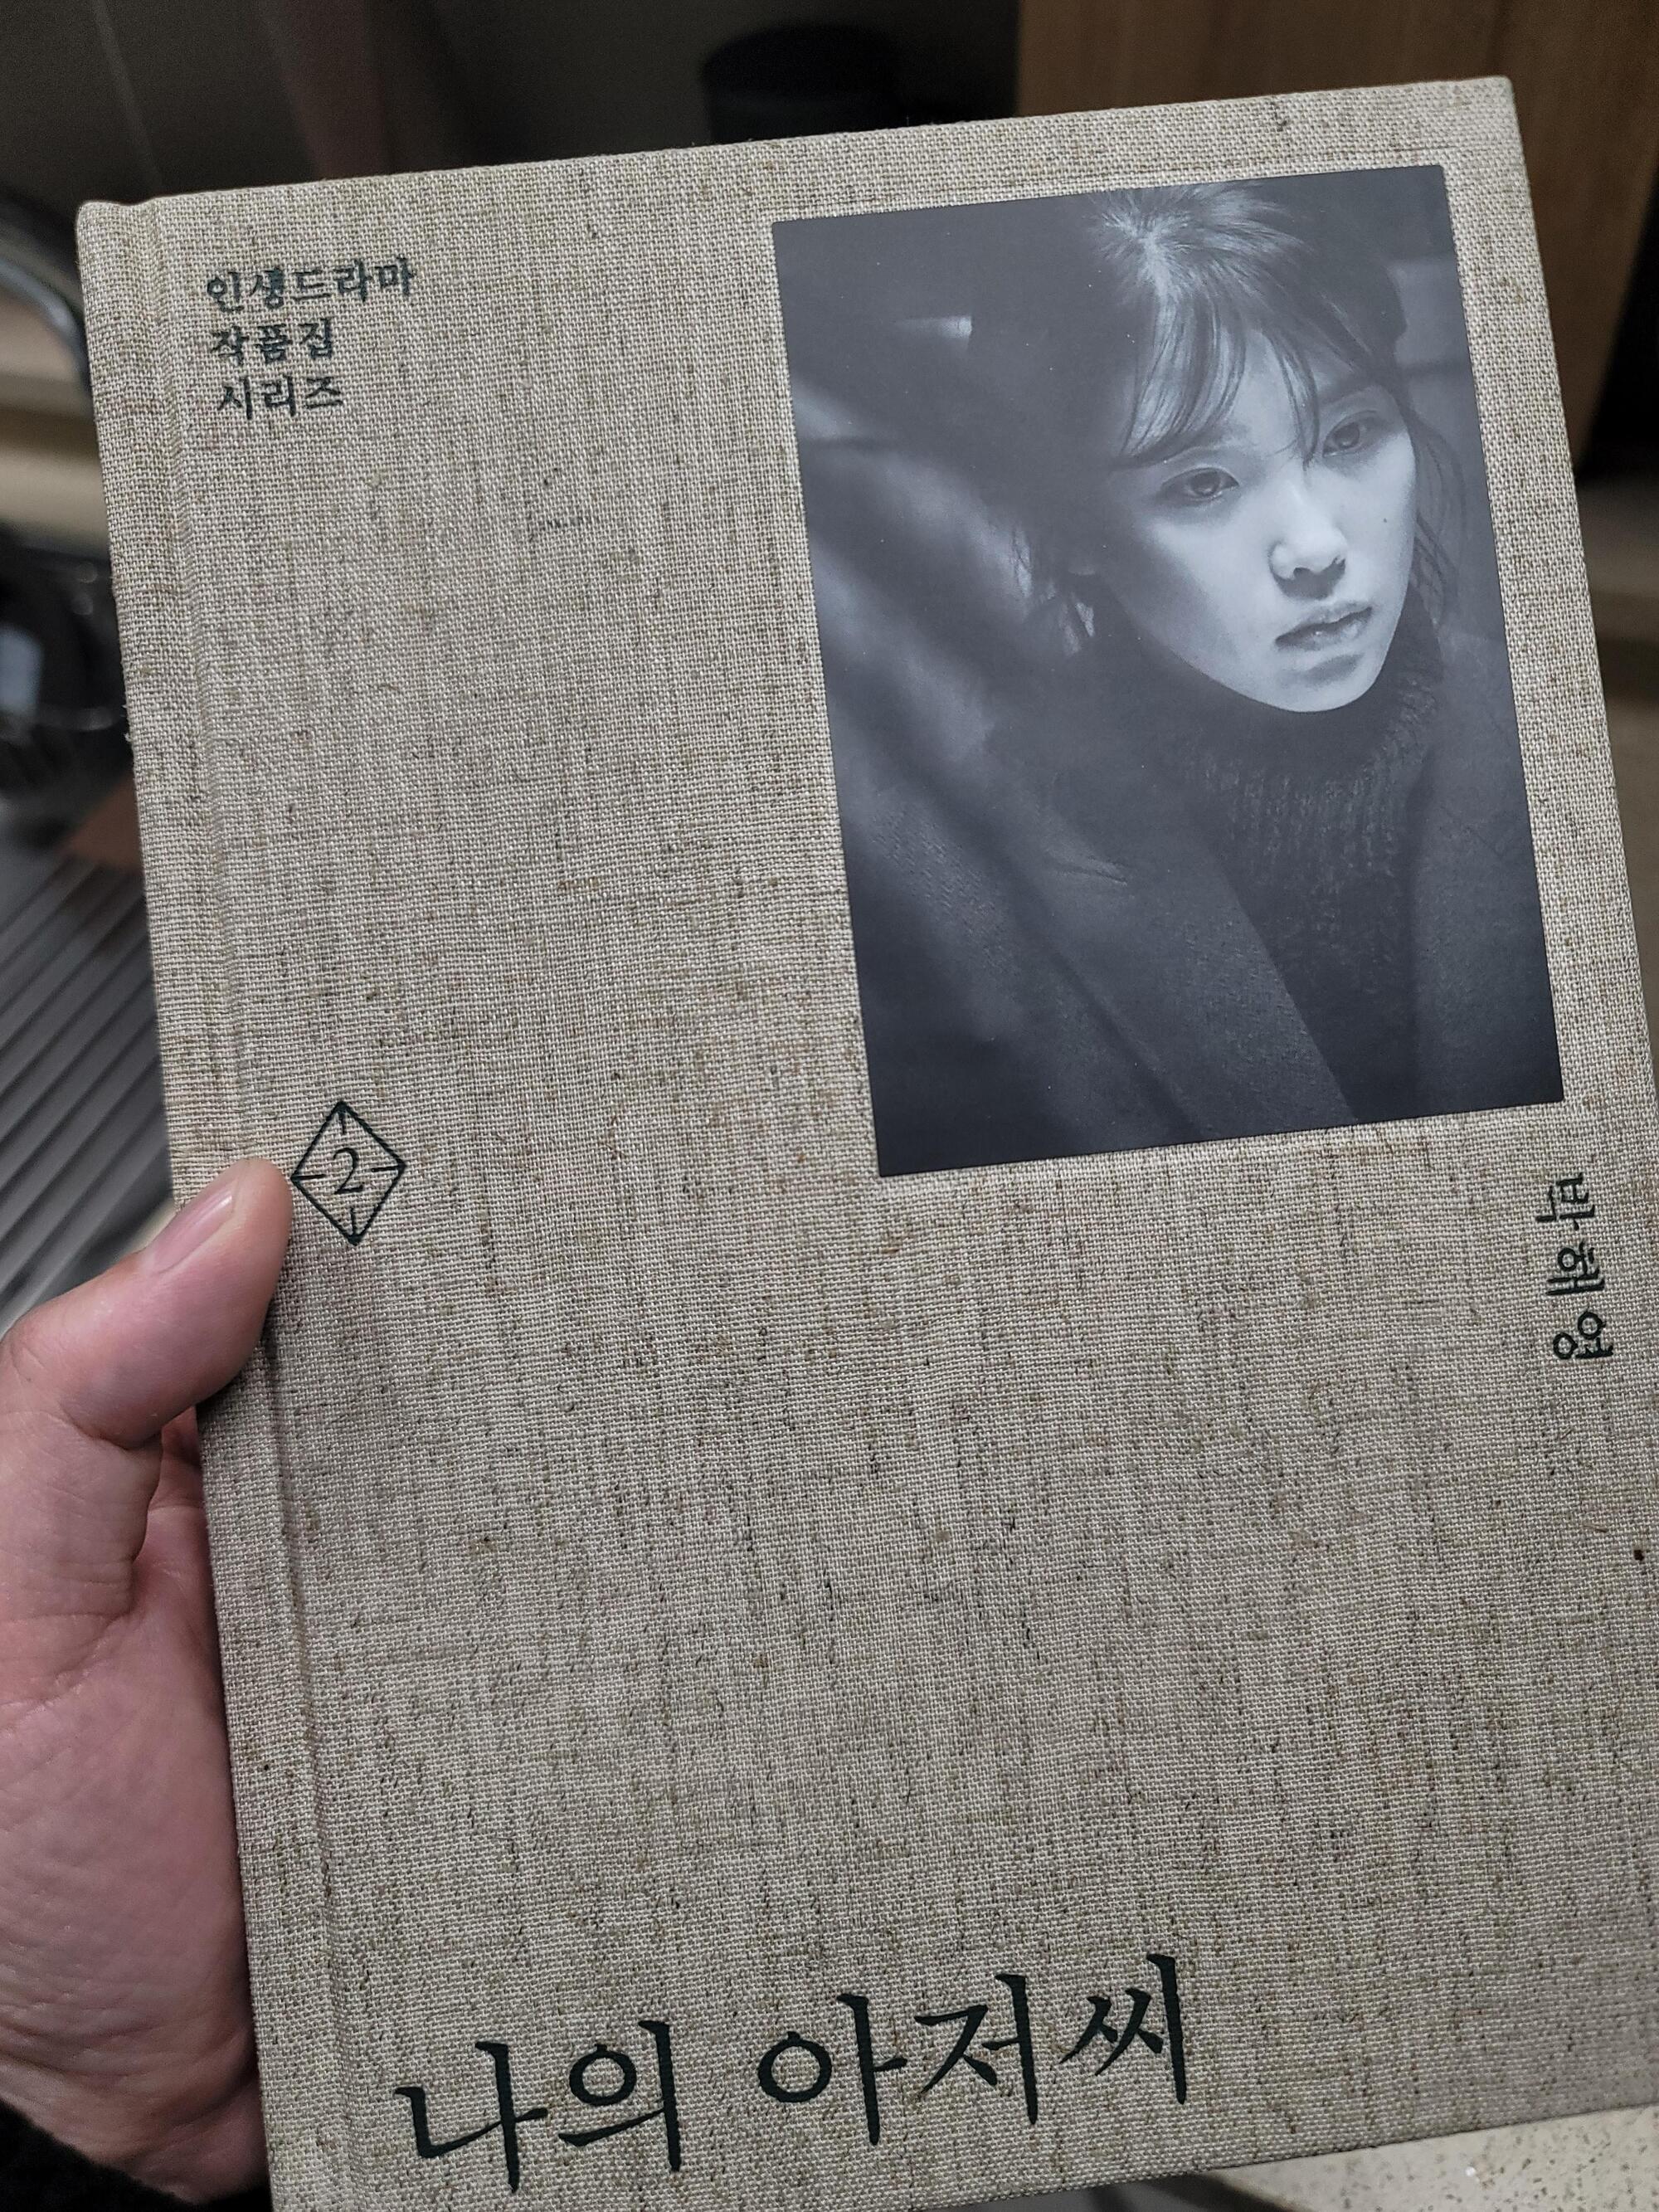 인생드라마
작품집
시리즈
2
박해영
나의 아저씨